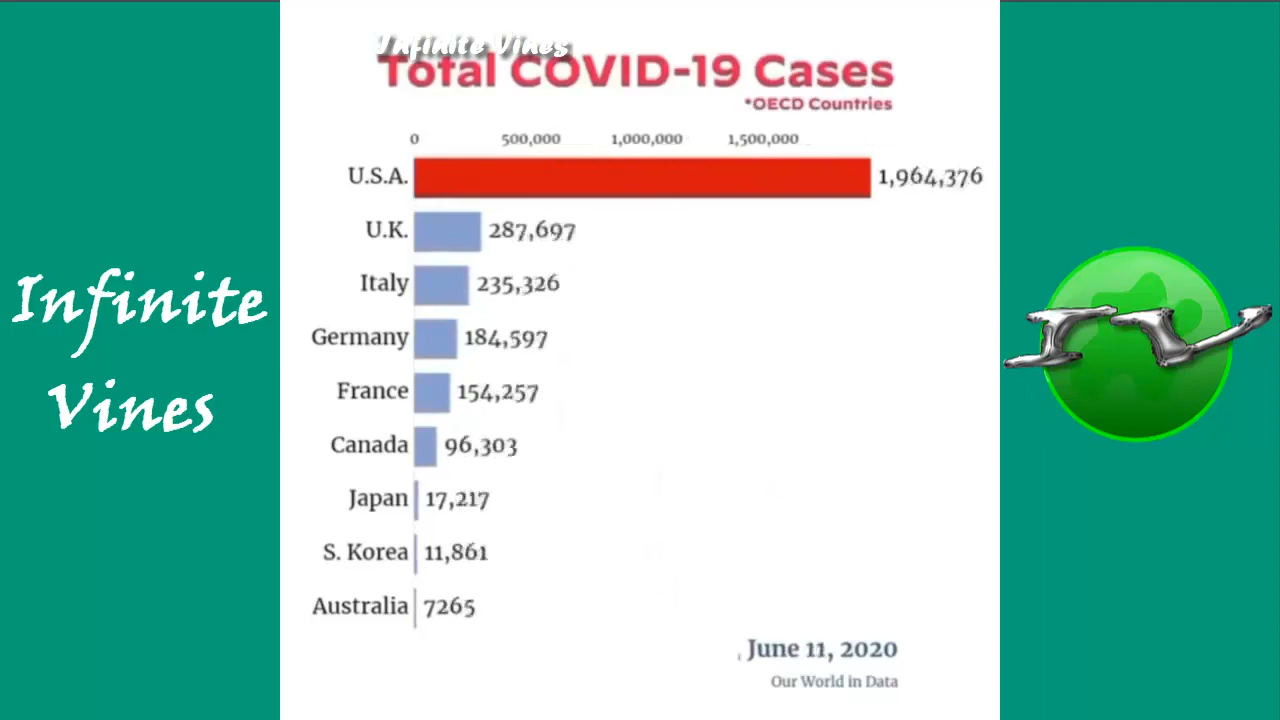 Infinite Vines
Total COVID-19 Cases
*OECD Countries
0 500,000 1,000,000 1,500,000
U.S.A. 1,964,376
U.K. 287,697
Italy 235,326
Germany 184,597
France 154,257
Canada 96,303
Japan 17,217
S. Korea 11,861
Australia 7265
June 11, 2020
Our World in Data
Infinite
Vines
IV